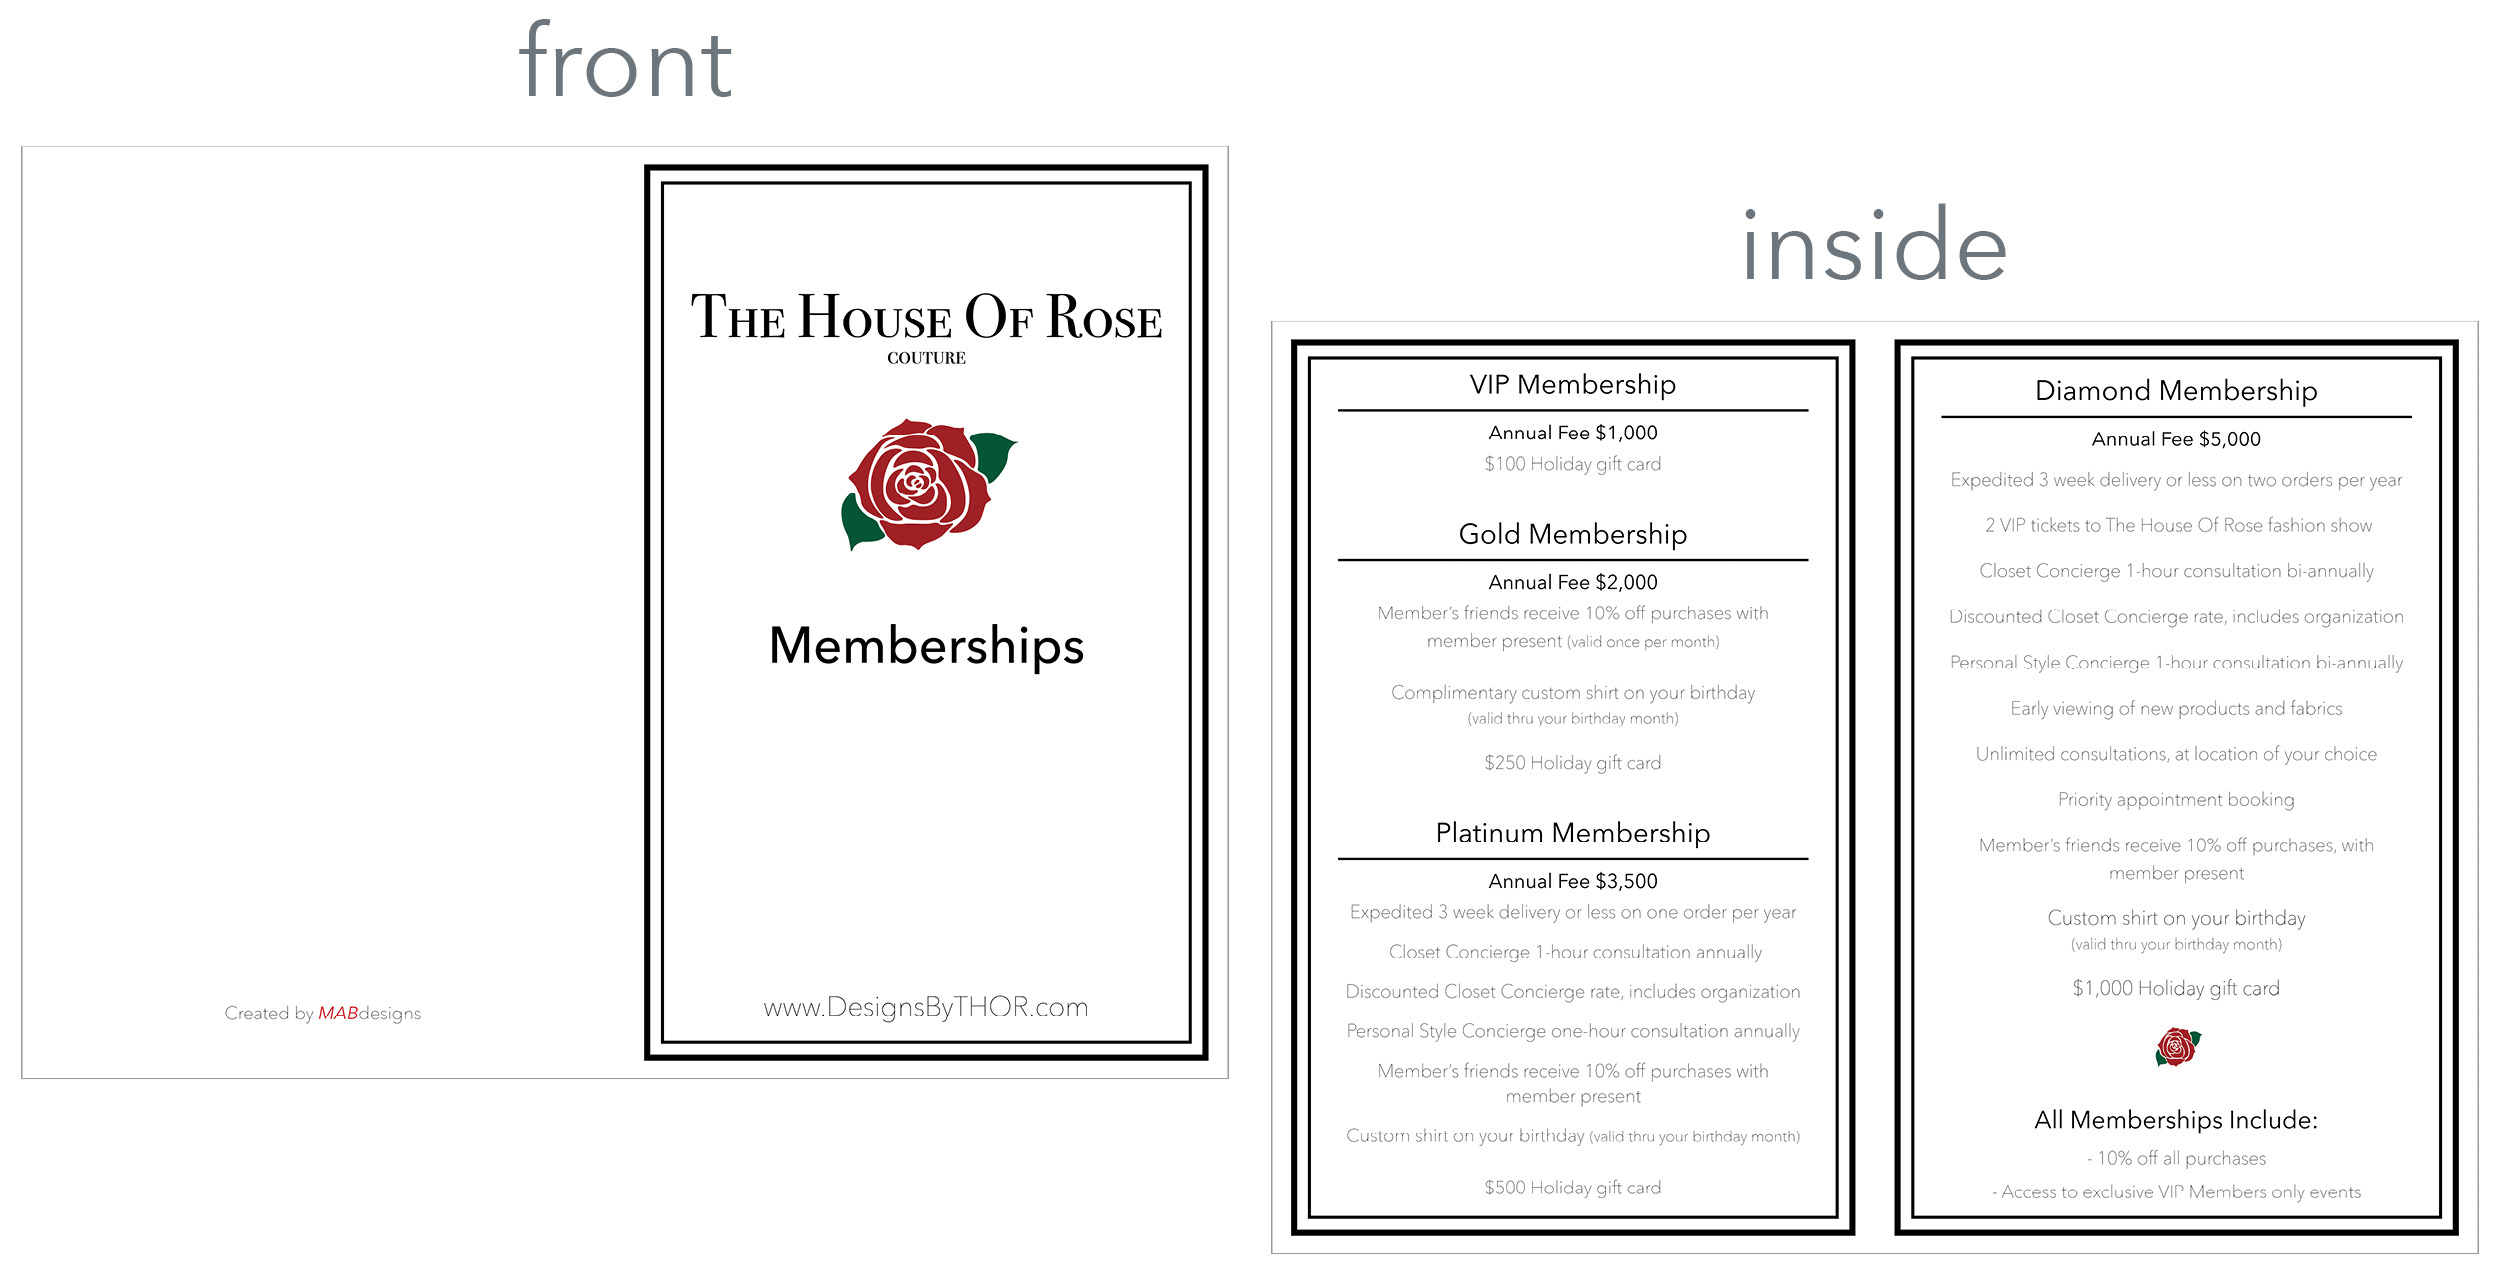 front
THE HOUSE OF ROSE
COUTURE
Memberships
www.DesignsByTHOR.com
Created by MABdesigns
inside
VIP Membership
Annual Fee $1,000
$100 Holiday gift card
Gold Membership
Annual Fee $2,000
Member's friends receive 10% off purchases with
member present (valid once per month)
Complimentary custom shirt on your birthday
(valid thru your birthday month)
$250 Holiday gift card
Platinum Membership
Annual Fee $3,500
Expedited 3 week delivery or less on one order per year
Closet Concierge 1-hour consultation annually
Discounted Closet Concierge rate, includes organization
Personal Style Concierge one-hour consultation annually
Member's friends receive 10% off purchases with
member present
Custom shirt on your birthday (valid thru your birthday month)
$500 Holiday gift card
Diamond Membership
Annual Fee $5,000
Expedited 3 week delivery or less on two orders per year
2 VIP tickets to The House Of Rose fashion show
Closet Concierge 1-hour consultation bi-annually
Discounted Closet Concierge rate, includes organization
Personal Style Concierge 1-hour consultation bi-annually
Early viewing of new products and fabrics
Unlimited consultations, at location of your choice
Priority appointment booking
Member's friends receive 10% off purchases, with
member present
Custom shirt on your birthday
(valid thru your birthday month)
$1,000 Holiday gift card
All Memberships Include:
- 10% off all purchases
- Access to exclusive VIP Members only events